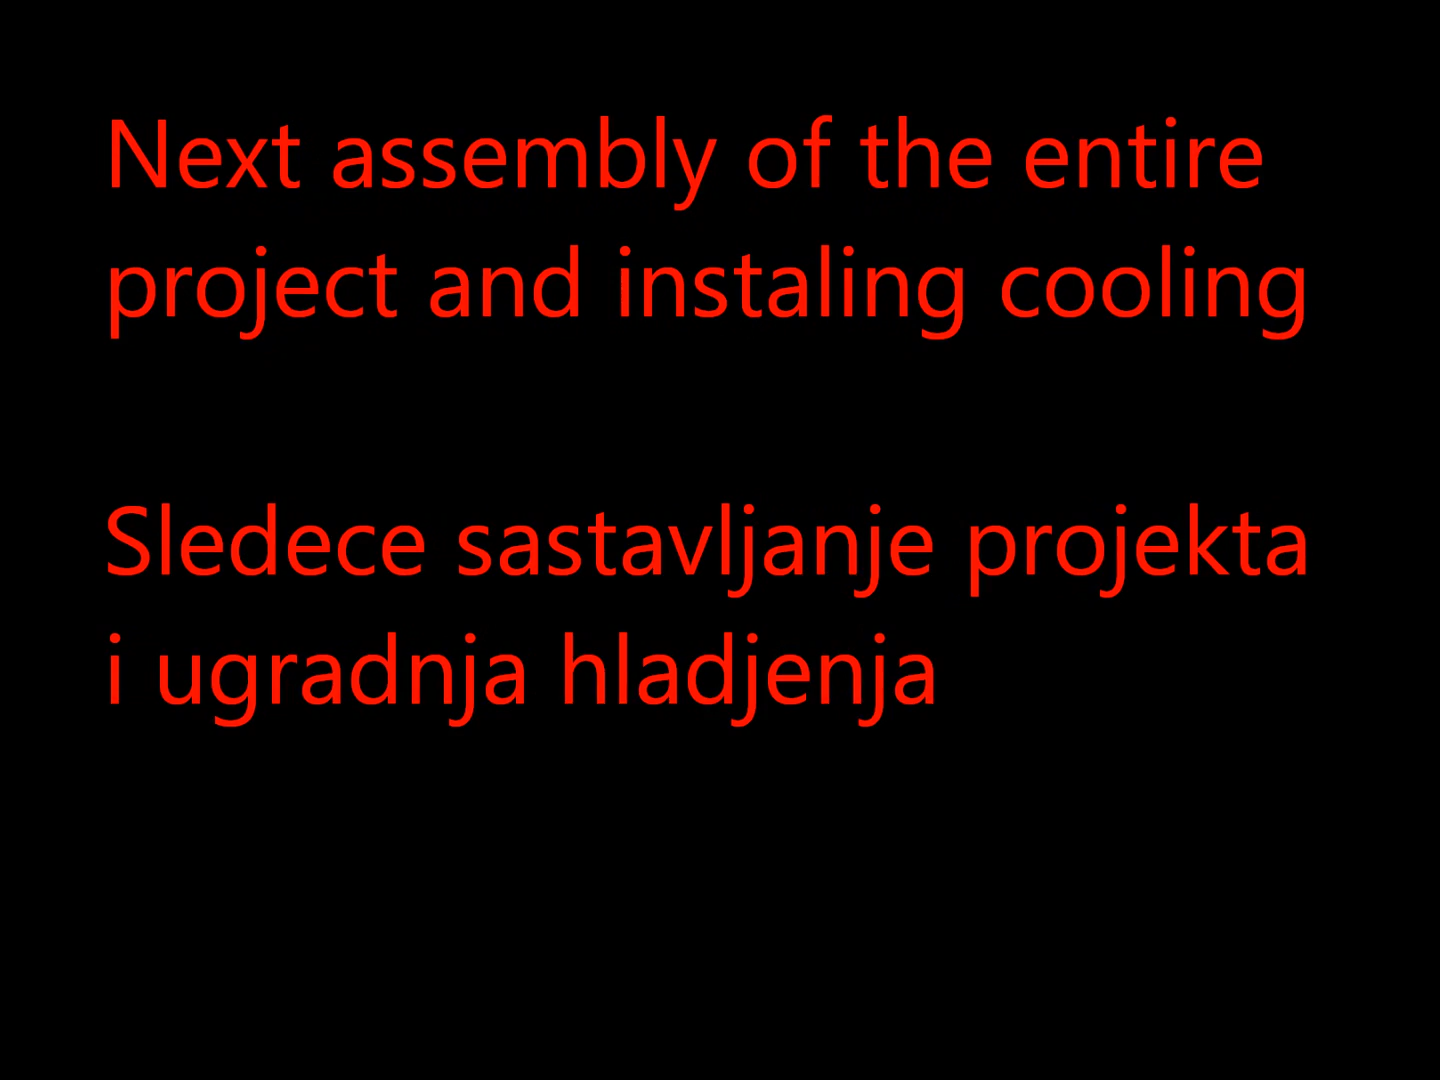 Next assembly of the entire
project and instaling cooling
Sledece sastavljanje projekta
i ugradnja hladjenja